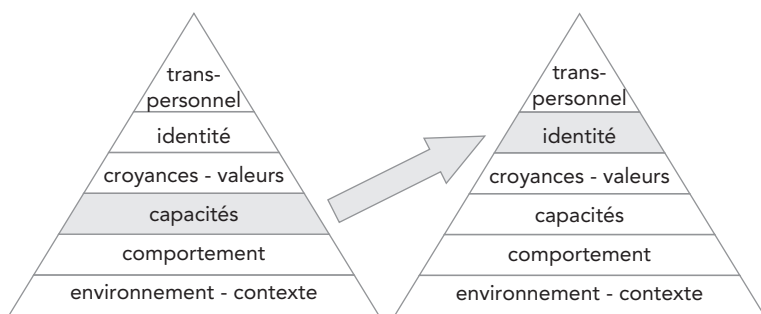 trans-
personnel
identité
croyances - valeurs
capacités
comportement
environnement - contexte
trans-
personnel
identité
croyances - valeurs
capacités
comportement
environnement - contexte